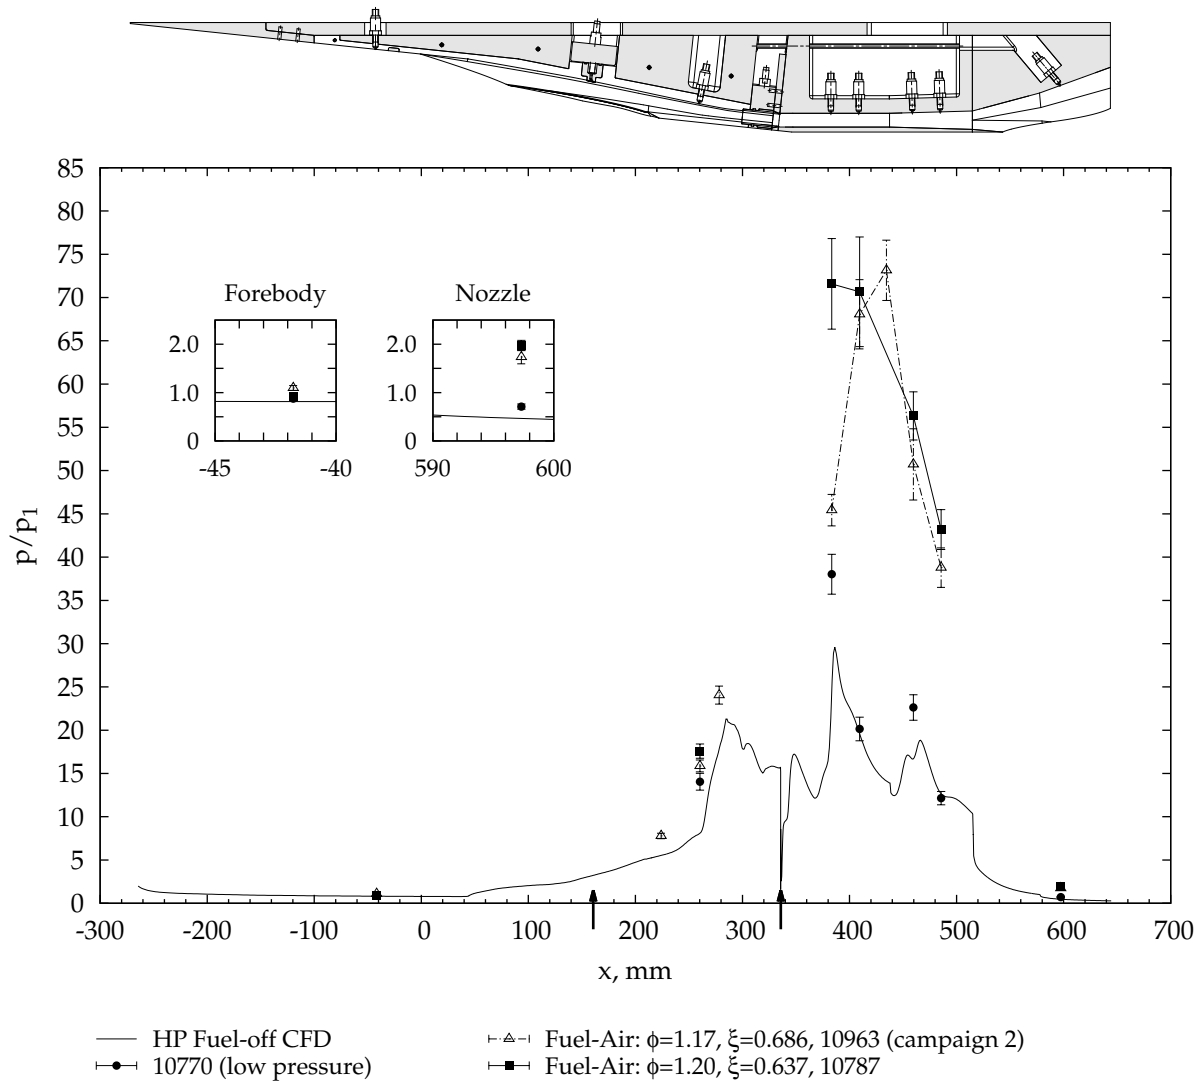 85
80
75
70
65
60
55
50
45
40
35
30
25
20
15
10
5
0
p/p1
Forebody
2.0
1.0
0
-45 -40
Nozzle
2.0
1.0
0
590 600
-300 -200 -100 0 100 200 300 400 500 600 700
x, mm
HP Fuel-off CFD
10770 (low pressure)
Fuel-Air: ϕ=1.17, ξ=0.686, 10963 (campaign 2)
Fuel-Air: ϕ=1.20, ξ=0.637, 10787